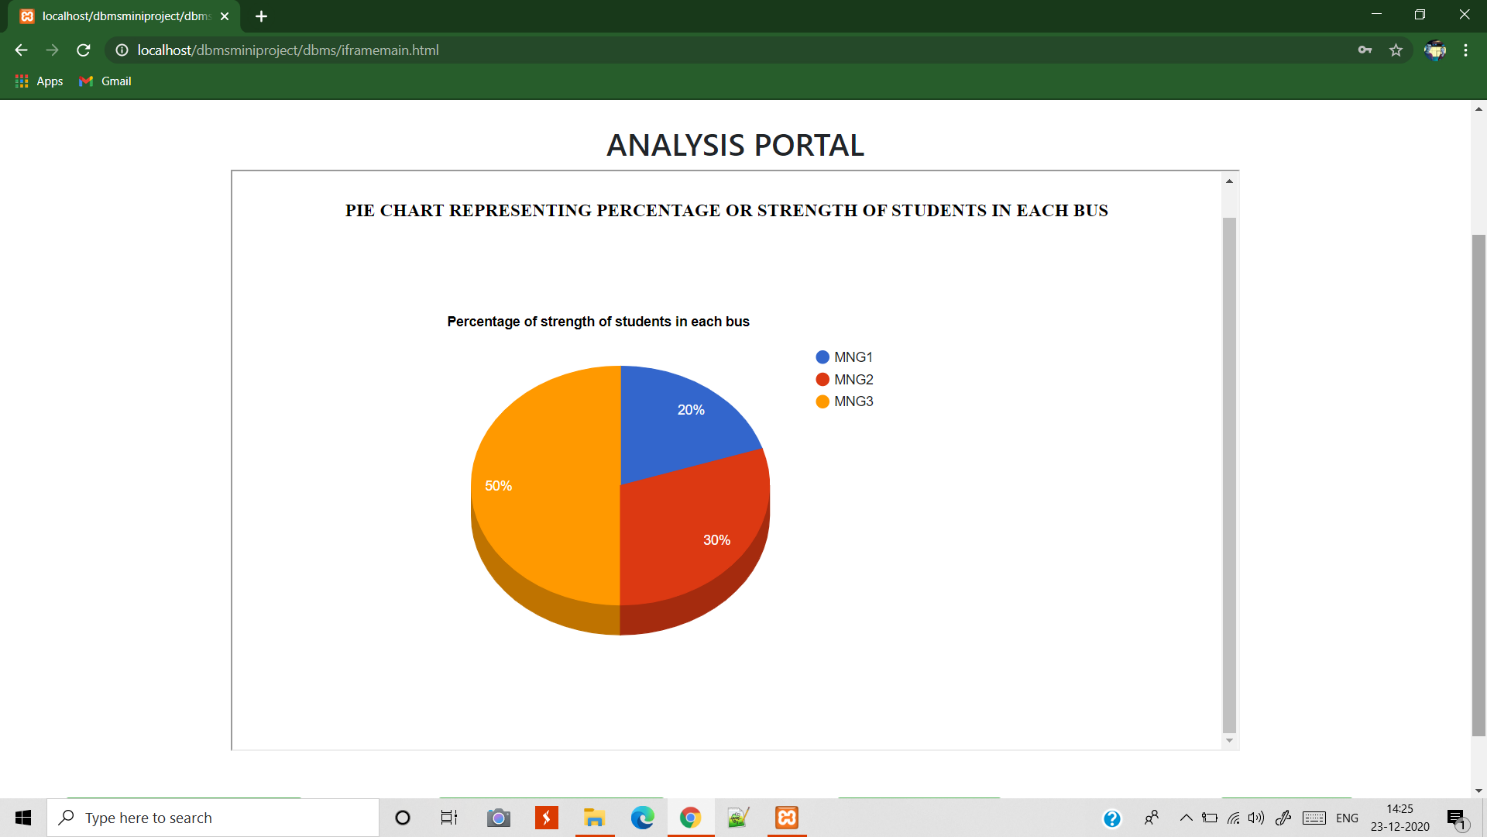 localhost/dbmsminiproject/dbms
localhost/dbmsminiproject/dbms/iframemain.html
Apps
Gmail
ANALYSIS PORTAL
PIE CHART REPRESENTING PERCENTAGE OR STRENGTH OF STUDENTS IN EACH BUS
Percentage of strength of students in each bus
MNG1
MNG2
MNG3
20%
50%
30%
Type here to search
ENG
14:25
23-12-2020
1